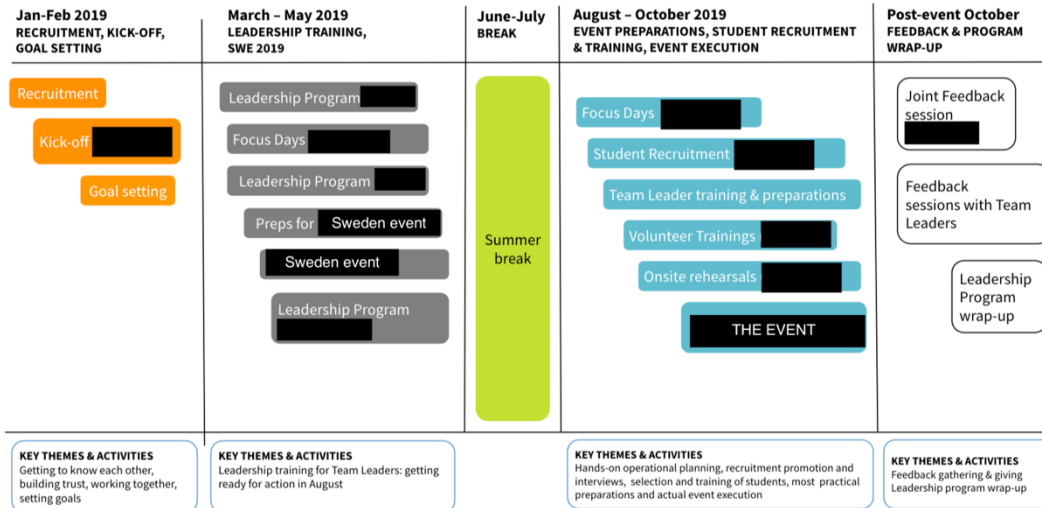 Jan-Feb 2019
RECRUITMENT, KICK-OFF,
GOAL SETTING
Recruitment
Kick-off
Goal setting
KEY THEMES & ACTIVITIES
Getting to know each other,
building trust, working together,
setting goals
March – May 2019
LEADERSHIP TRAINING,
SWE 2019
Leadership Program
Focus Days
Leadership Program
Preps for Sweden event
Sweden event
Leadership Program
KEY THEMES & ACTIVITIES
Leadership training for Team Leaders: getting
ready for action in August
June-July
BREAK
Summer
break
August – October 2019
EVENT PREPARATIONS, STUDENT RECRUITMENT
& TRAINING, EVENT EXECUTION
Focus Days
Student Recruitment
Team Leader training & preparations
Volunteer Trainings
Onsite rehearsals
THE EVENT
KEY THEMES & ACTIVITIES
Hands-on operational planning, recruitment promotion and
interviews, selection and training of students, most practical
preparations and actual event execution
Post-event October
FEEDBACK & PROGRAM
WRAP-UP
Joint Feedback
session
Feedback
sessions with Team
Leaders
Leadership
Program
wrap-up
KEY THEMES & ACTIVITIES
Feedback gathering & giving
Leadership program wrap-up